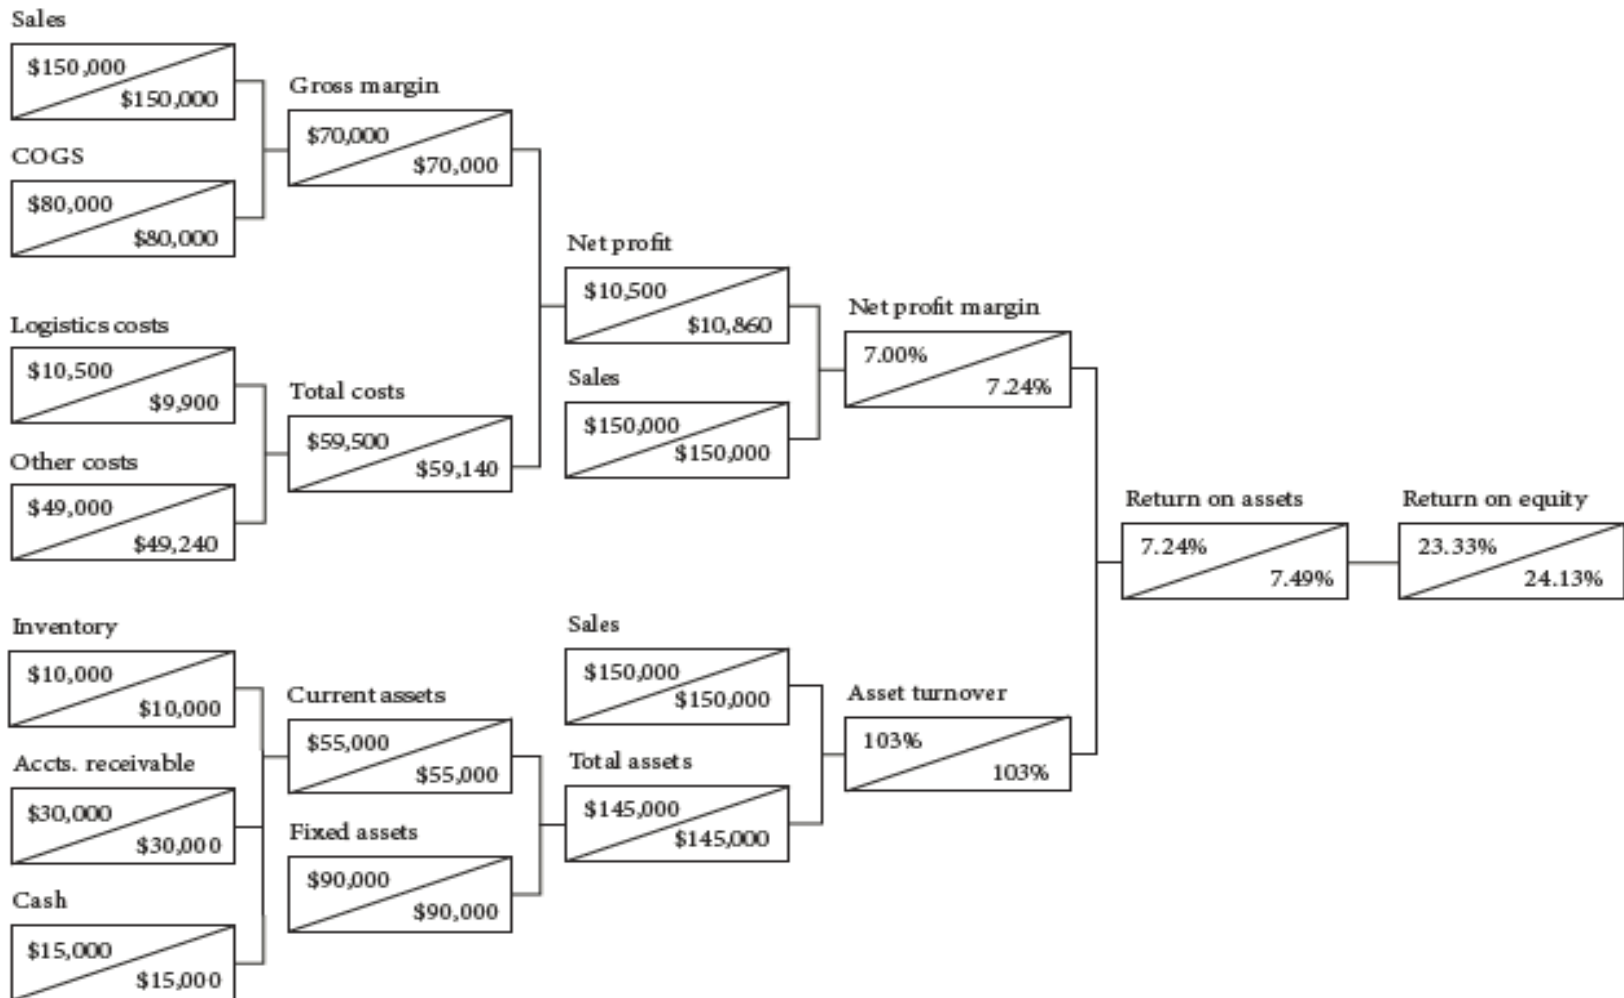 Sales
$150,000
$150,000
COGS
$80,000
$80,000
Gross margin
$70,000
$70,000
Logistics costs
$10,500
$9,900
Other costs
$49,000
$49,240
Total costs
$59,500
$59,140
Net profit
$10,500
$10,860
Sales
$150,000
$150,000
Net profit margin
7.00%
7.24%
Inventory
$10,000
$10,000
Accts. receivable
$30,000
$30,000
Cash
$15,000
$15,000
Current assets
$55,000
$55,000
Fixed assets
$90,000
$90,000
Sales
$150,000
$150,000
Total assets
$145,000
$145,000
Asset turnover
103%
103%
Return on assets
7.24%
7.49%
Return on equity
23.33%
24.13%